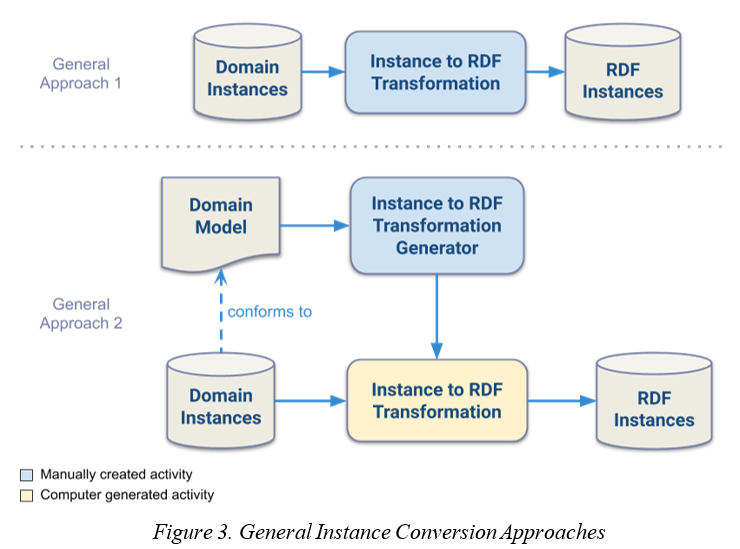 General
Approach 1
Domain
Instances
Instance to RDF
Transformation
RDF
Instances
Domain
Model
Instance to RDF
Transformation
Generator
General
Approach 2
conforms to
Domain
Instances
Instance to RDF
Transformation
RDF
Instances
Manually created activity
Computer generated activity
Figure 3. General Instance Conversion Approaches